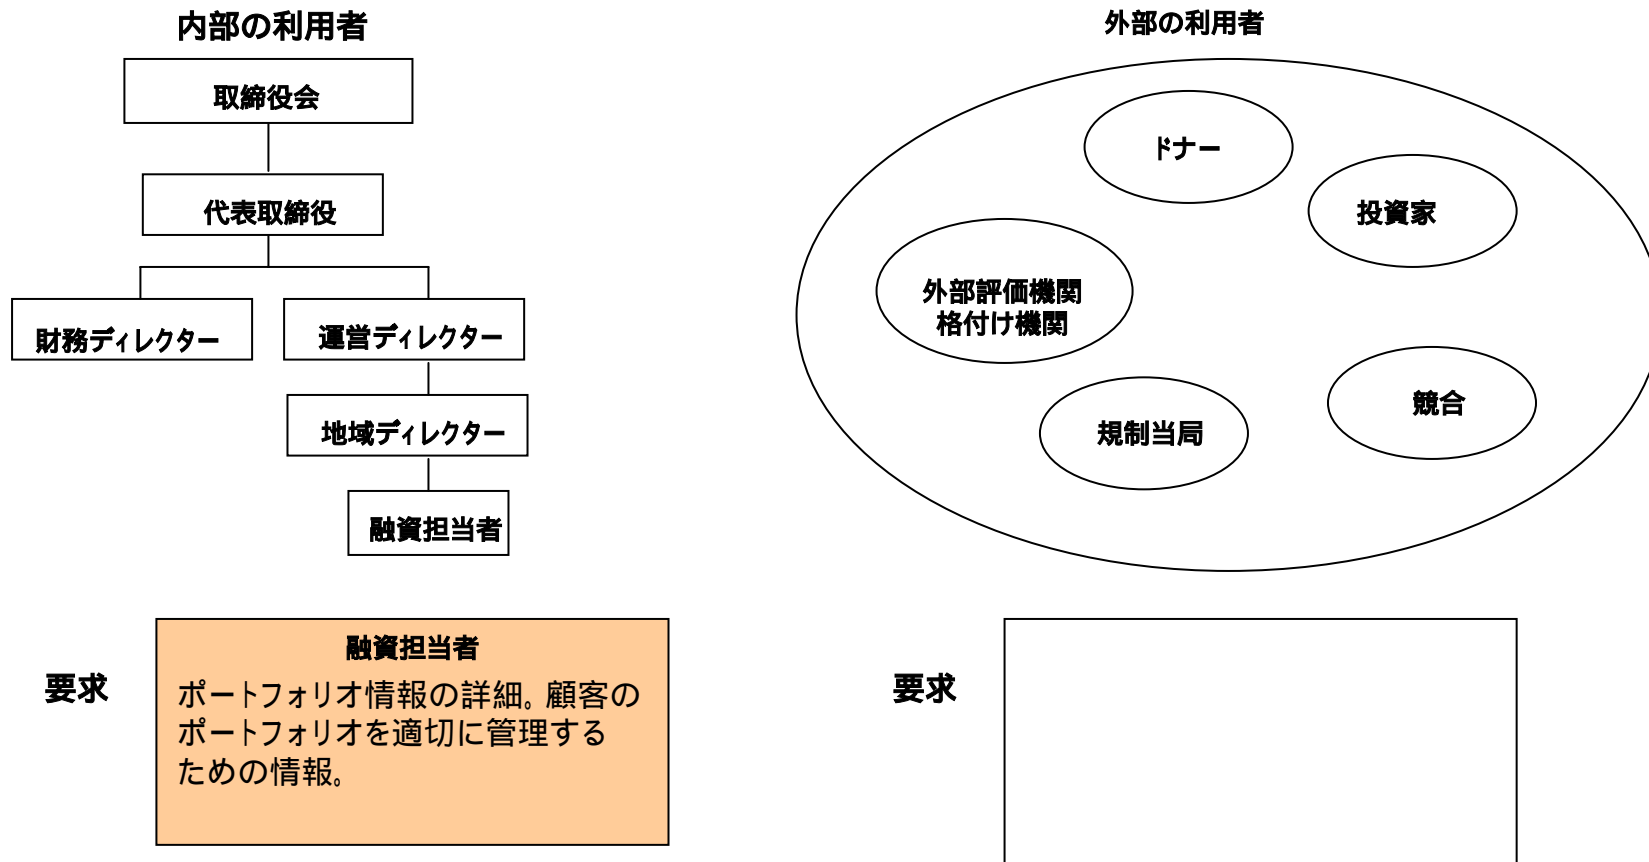 内部の利用者
取締役会
代表取締役
財務ディレクター
運営ディレクター
地域ディレクター
融資担当者
外部の利用者
ドナー
投資家
外部評価機関
格付け機関
競合
規制当局
要求
融資担当者
ポートフォリオ情報の詳細。顧客の
ポートフォリオを適切に管理する
ための情報。
要求